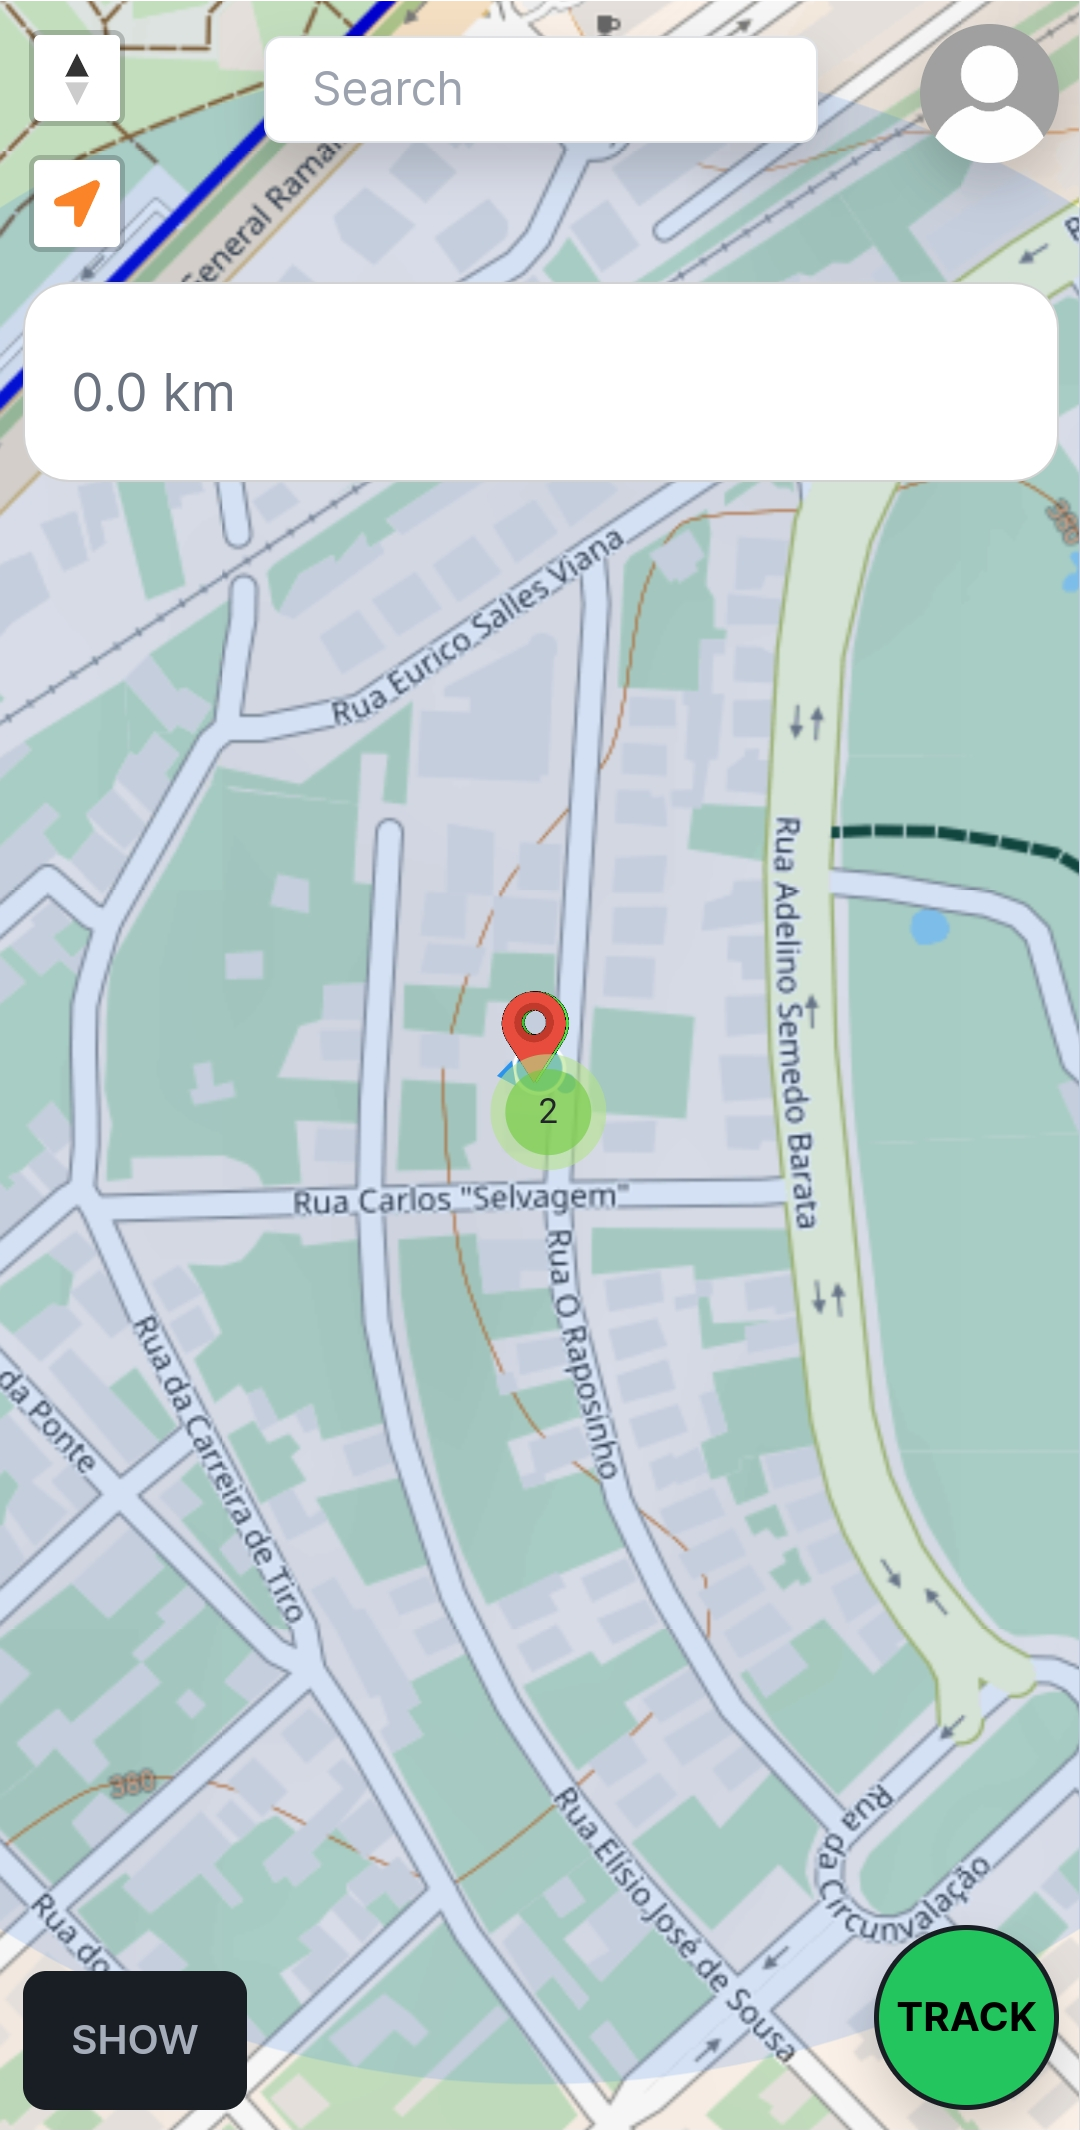 Search
General Ramal
R
0.0 km
Rua Eurico Salles Viana
Rua Adelino Semedo Barata
2
Rua Carlos "Selvagem"
Rua O Raposinho
Rua da Carreira de Tiro
da Ponte
380
Rua Elísio José de Sousa
Rua da Circunvalação
Rua do
SHOW
TRACK